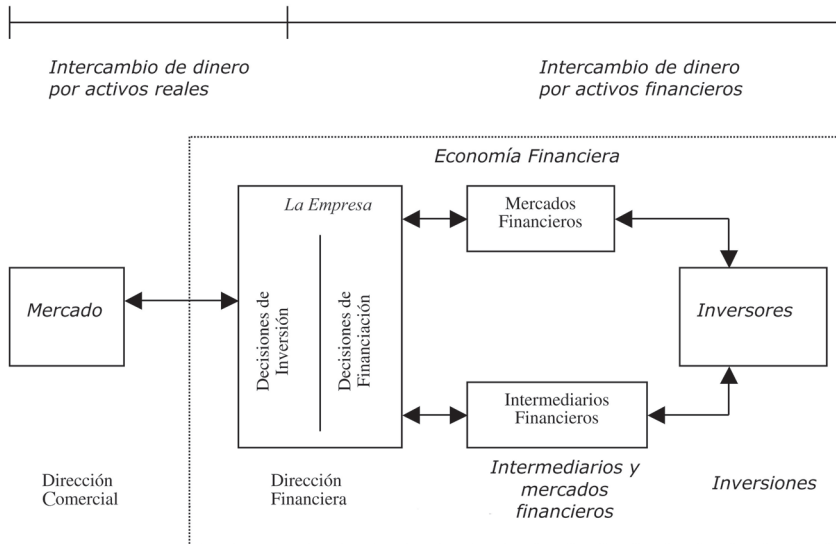 Intercambio de dinero
por activos reales
Intercambio de dinero
por activos financieros
Economía Financiera
La Empresa
Decisiones de
Inversión
Decisiones de
Financiación
Mercados
Financieros
Mercado
Inversores
Intermediarios
Financieros
Dirección
Comercial
Dirección
Financiera
Intermediarios y
mercados
financieros
Inversiones